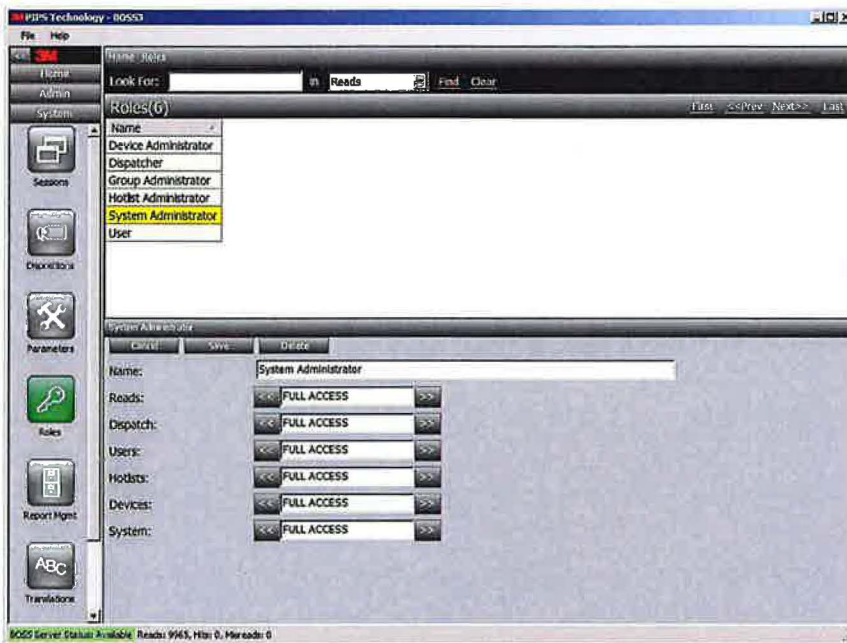 3M PIPS Technology - BOSS3
File Help
<< 3M
Home
Admin
System
Sessions
Dispositions
Parameters
Roles
Report Mgmt
Translations
Home Roles
Look For: in Reads Find Clear
Roles(6) First <<Prev Next>> Last
Name
Device Administrator
Dispatcher
Group Administrator
Hotlist Administrator
System Administrator
User
System Administrator
Cancel Save Delete
Name: System Administrator
Reads: << FULL ACCESS >>
Dispatch: << FULL ACCESS >>
Users: << FULL ACCESS >>
Hotlists: << FULL ACCESS >>
Devices: << FULL ACCESS >>
System: << FULL ACCESS >>
ABC
BOSS Server Status: Available Reads: 9965, Hits: 0, Misreads: 0